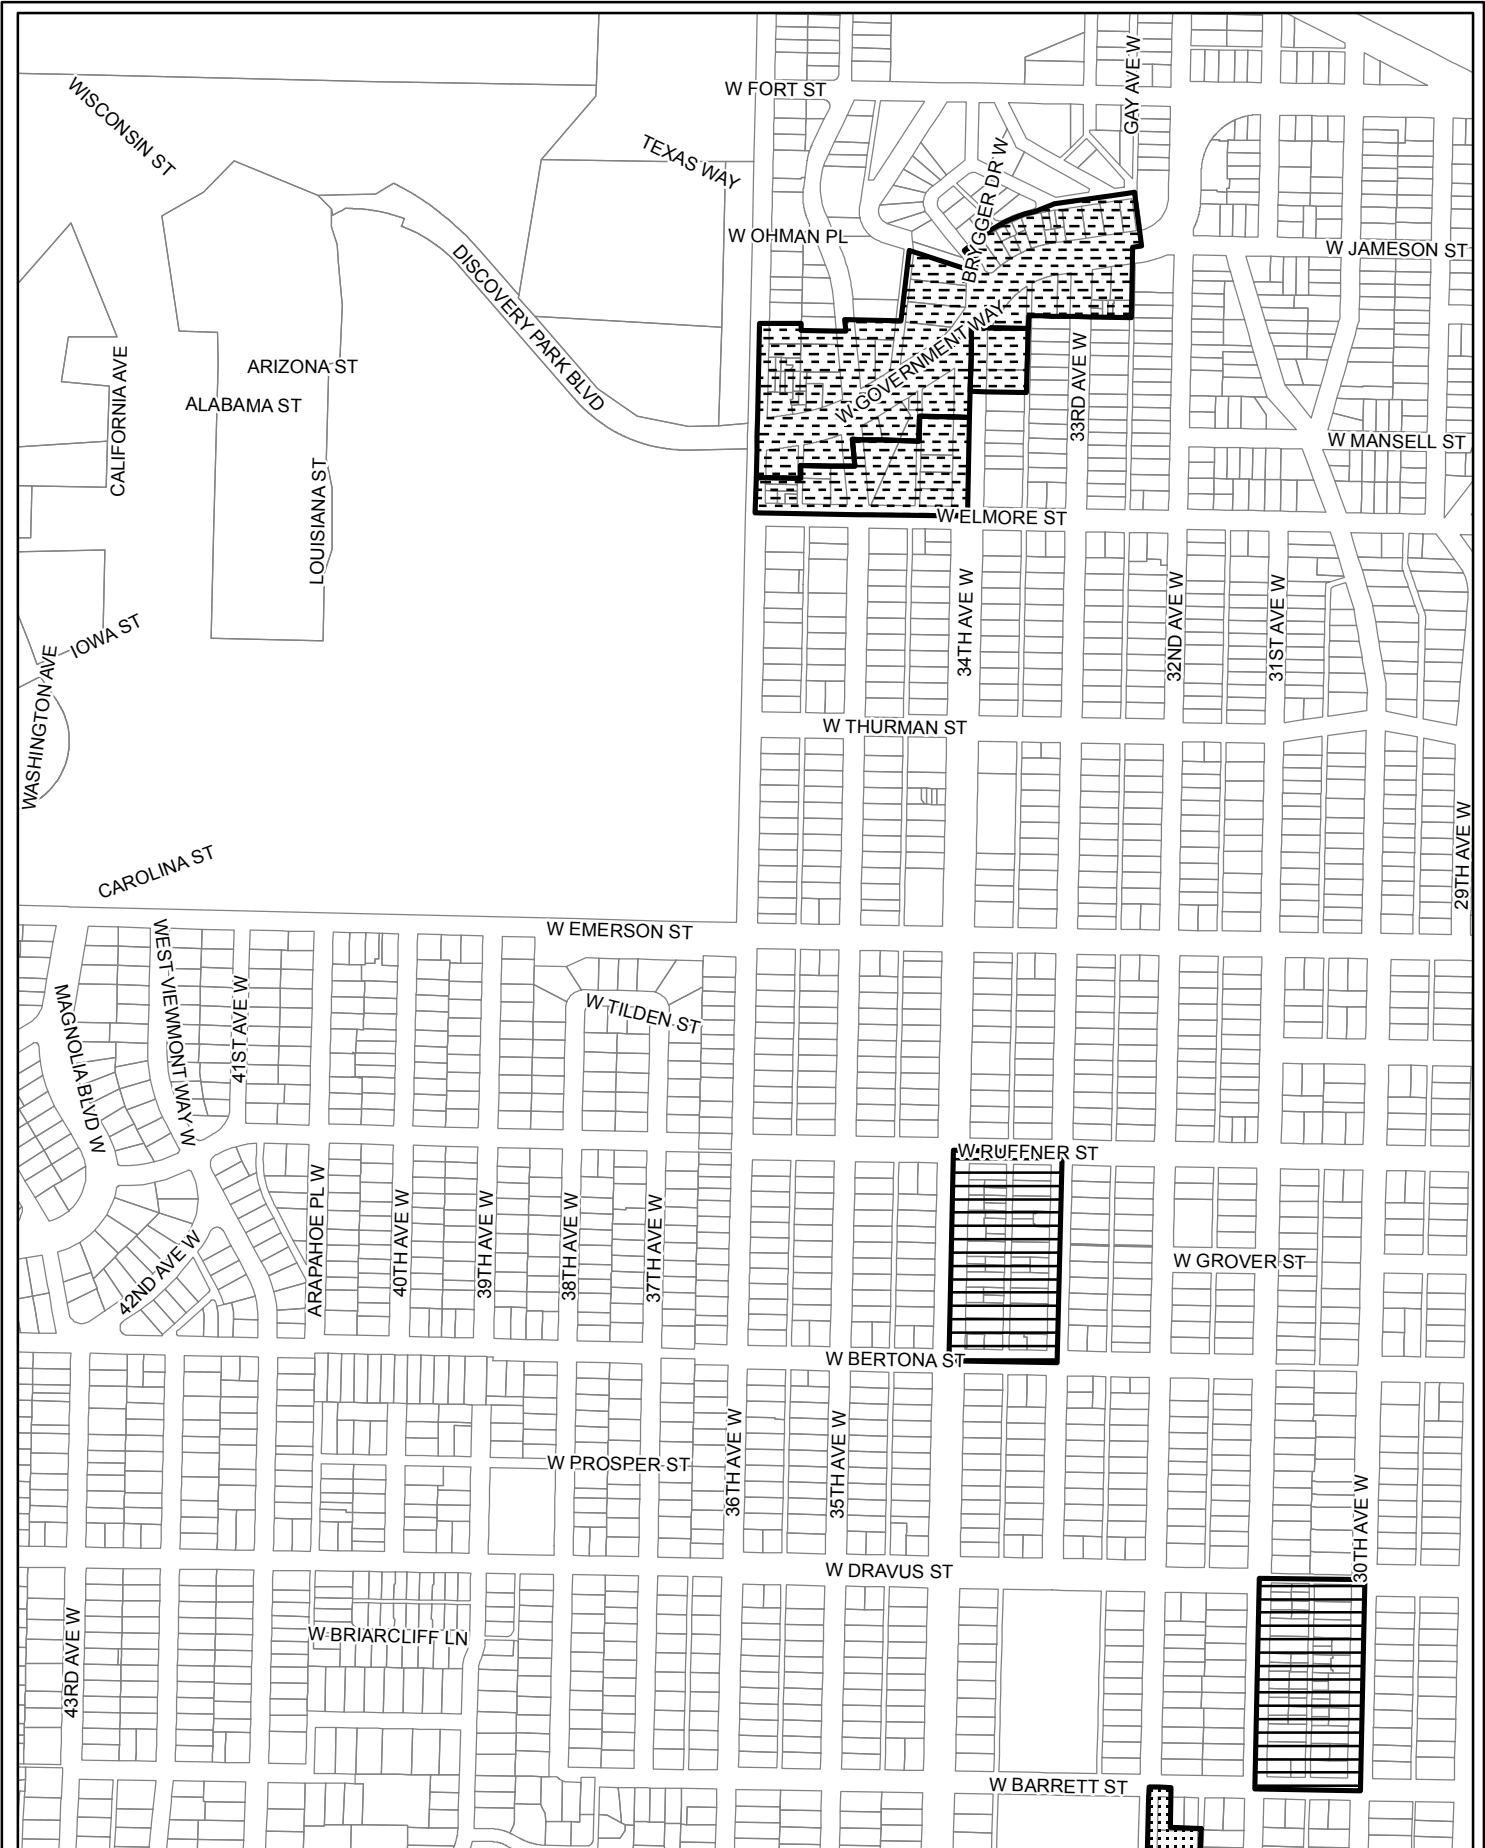 W FORT ST
GAY AVE W
WISCONSIN ST
TEXAS WAY
BRYGGER DR W
W OHMAN PL
W JAMESON ST
DISCOVERY PARK BLVD
W GOVERNMENT WAY
ARIZONA ST
33RD AVE W
ALABAMA ST
CALIFORNIA AVE
W MANSELL ST
LOUISIANA ST
W ELMORE ST
34TH AVE W
32ND AVE W
31ST AVE W
IOWA ST
WASHINGTON AVE
W THURMAN ST
29TH AVE W
CAROLINA ST
W EMERSON ST
WEST VIEWMONT WAY W
MAGNOLIA BLVD W
41ST AVE W
W TILDEN ST
W RUFFNER ST
ARAPAHOE PL W
40TH AVE W
39TH AVE W
38TH AVE W
37TH AVE W
42ND AVE W
W GROVER ST
W BERTONA ST
36TH AVE W
35TH AVE W
W PROSPER ST
30TH AVE W
W DRAVUS ST
43RD AVE W
W BRIARCLIFF LN
W BARRETT ST